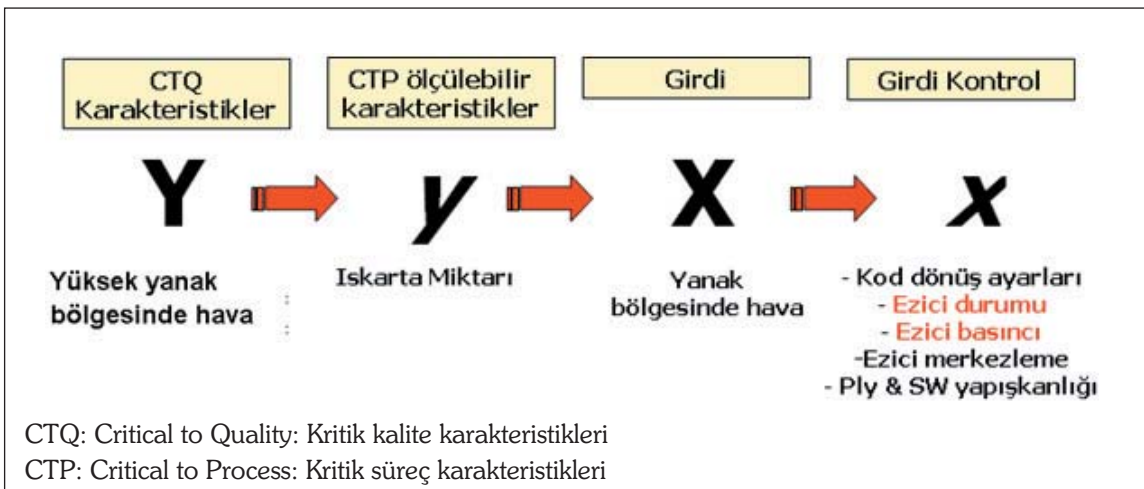 CTQ
Karakteristikler
CTP ölçülebilir
karakteristikler
Girdi
Girdi Kontrol
Y
y
X
x
Yüksek yanak
bölgesinde hava
:
:
Iskarta Miktarı
Yanak
bölgesinde hava
- Kod dönüş ayarları
- Ezici durumu
- Ezici basıncı
-Ezici merkezleme
- Ply & SW yapışkanlığı
CTQ: Critical to Quality: Kritik kalite karakteristikleri
CTP: Critical to Process: Kritik süreç karakteristikleri